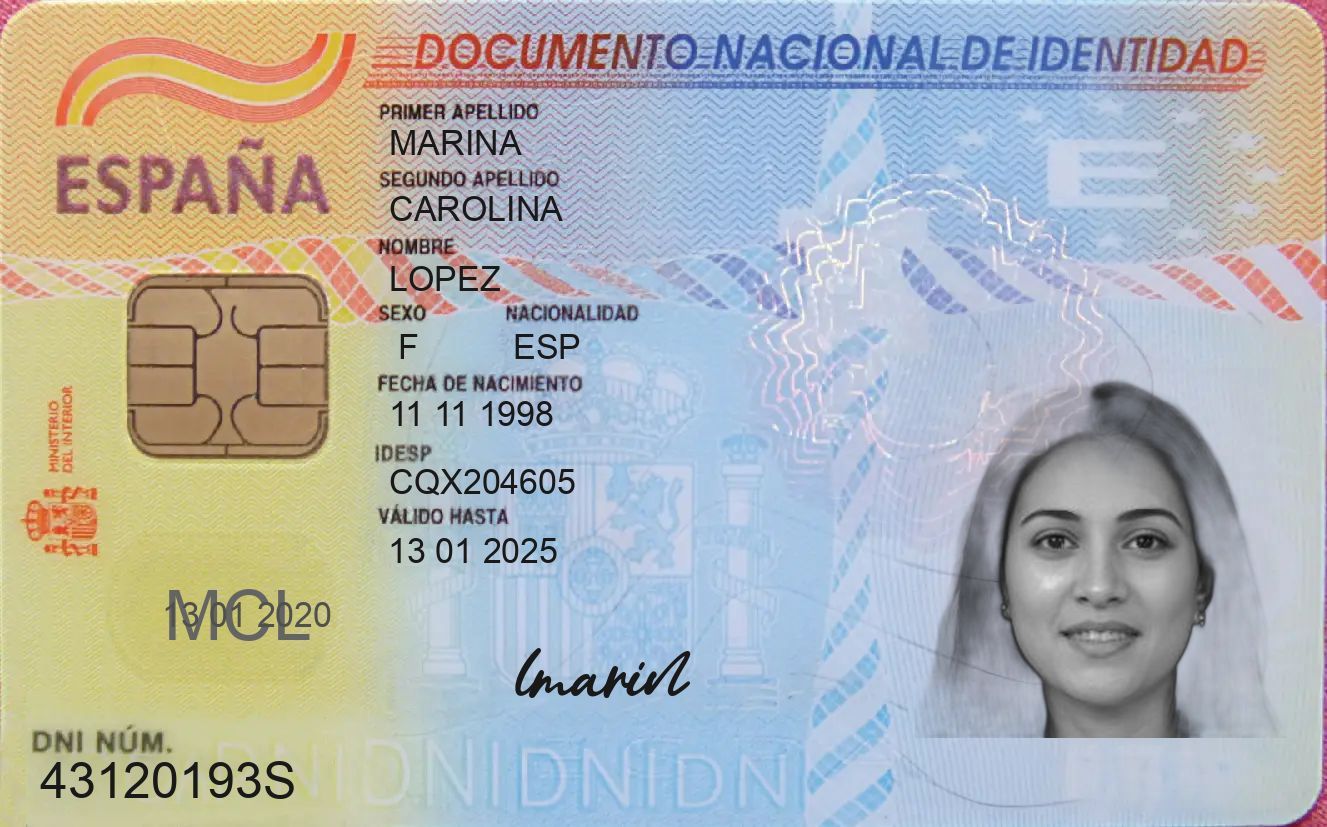 DOCUMENTO NACIONAL DE IDENTIDAD
ESPAÑA
PRIMER APELLIDO
MARINA
SEGUNDO APELLIDO
CAROLINA
NOMBRE
LOPEZ
SEXO NACIONALIDAD
F ESP
FECHA DE NACIMIENTO
11 11 1998
IDESP
CQX204605
VÁLIDO HASTA
13 01 2025
MINISTERIO
DEL INTERIOR
E
MCL
13 01 2020
lmarin
DNI NÚM.
43120193S
DNIDNIDNIDNI